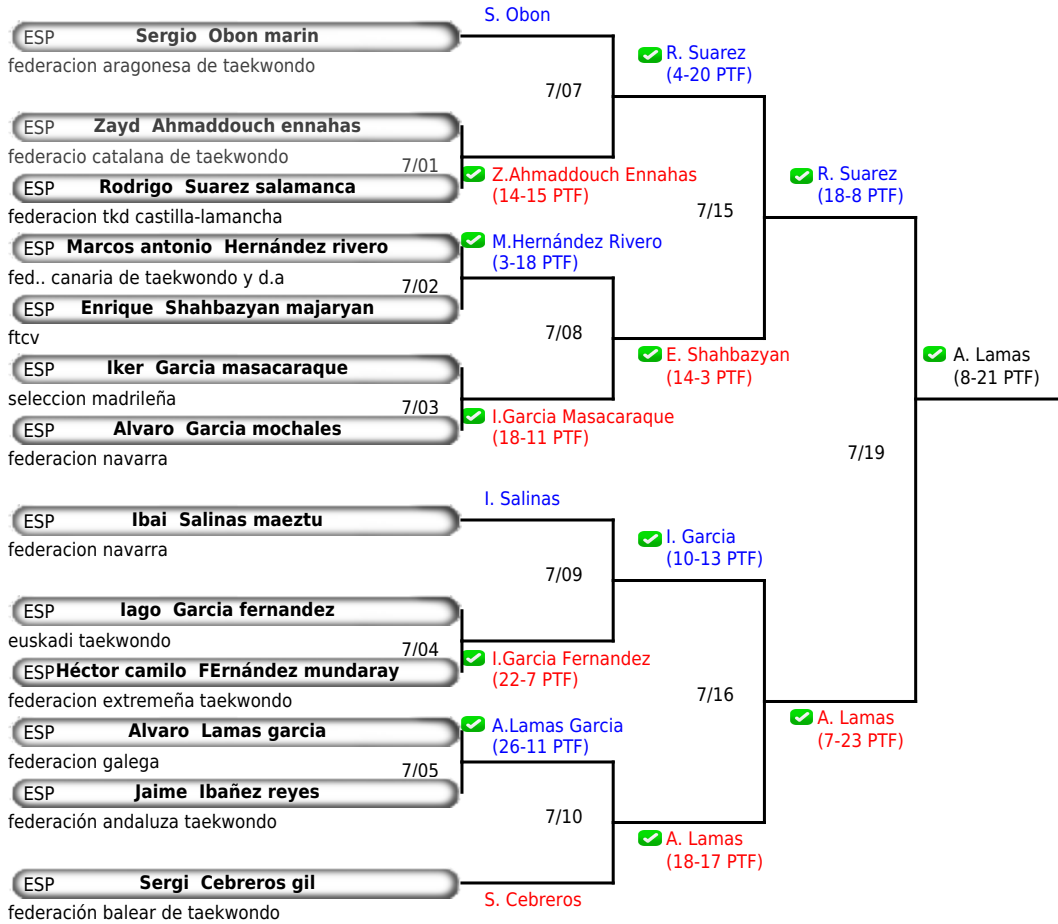 S. Obon
ESP Sergio Obon marin
federacion aragonesa de taekwondo
R. Suarez
(4-20 PTF)
7/07
ESP Zayd Ahmaddouch ennahas
federacio catalana de taekwondo
7/01
Z.Ahmaddouch Ennahas
(14-15 PTF)
R. Suarez
(18-8 PTF)
ESP Rodrigo Suarez salamanca
federacion tkd castilla-lamancha
7/15
ESP Marcos antonio Hernández rivero
M.Hernández Rivero
(3-18 PTF)
fed.. canaria de taekwondo y d.a
7/02
ESP Enrique Shahbazyan majaryan
ftcv
7/08
E. Shahbazyan
(14-3 PTF)
A. Lamas
(8-21 PTF)
ESP Iker Garcia masacaraque
seleccion madrileña
7/03
I.Garcia Masacaraque
(18-11 PTF)
ESP Alvaro Garcia mochales
federacion navarra
7/19
I. Salinas
ESP Ibai Salinas maeztu
federacion navarra
I. Garcia
(10-13 PTF)
7/09
ESP Iago Garcia fernandez
euskadi taekwondo
7/04
I.Garcia Fernandez
(22-7 PTF)
ESP Héctor camilo FErnández mundaray
federacion extremeña taekwondo
7/16
A. Lamas
(7-23 PTF)
ESP Alvaro Lamas garcia
A.Lamas Garcia
(26-11 PTF)
federacion galega
7/05
ESP Jaime Ibañez reyes
federación andaluza taekwondo
7/10
A. Lamas
(18-17 PTF)
ESP Sergi Cebreros gil
S. Cebreros
federación balear de taekwondo